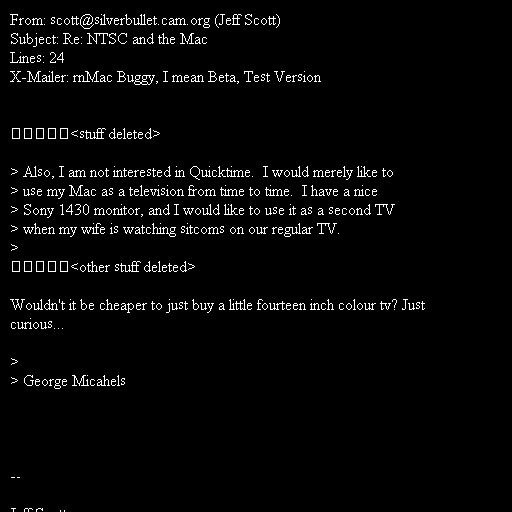 From: scott@silverbullet.cam.org (Jeff Scott)
Subject: Re: NTSC and the Mac
Lines: 24
X-Mailer: rnMac Buggy, I mean Beta, Test Version
□□□□□<stuff deleted>
> Also, I am not interested in Quicktime.  I would merely like to
> use my Mac as a television from time to time.  I have a nice
> Sony 1430 monitor, and I would like to use it as a second TV
> when my wife is watching sitcoms on our regular TV.
>
□□□□□<other stuff deleted>
Wouldn't it be cheaper to just buy a little fourteen inch colour tv? Just
curious...
>
> George Micahels
--